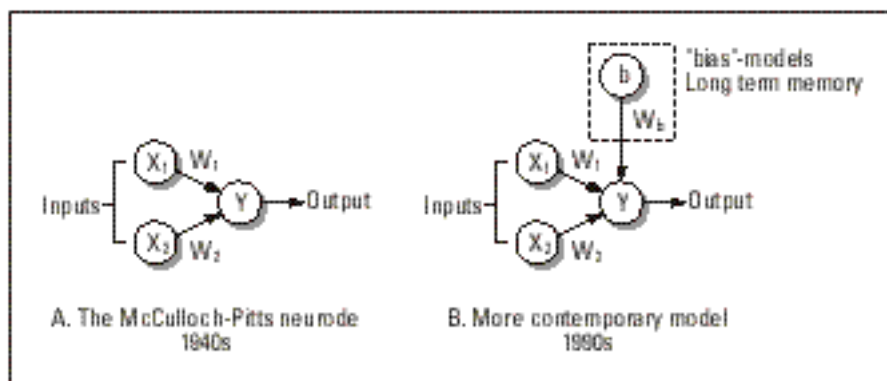 "bias"-models
Long term memory
b
W_b
X₁ W₁
Inputs Y Output
X₂ W₂
A. The McCulloch-Pitts neurode
1940s
X₁ W₁
Inputs Y Output
X₂ W₂
B. More contemporary model
1990s